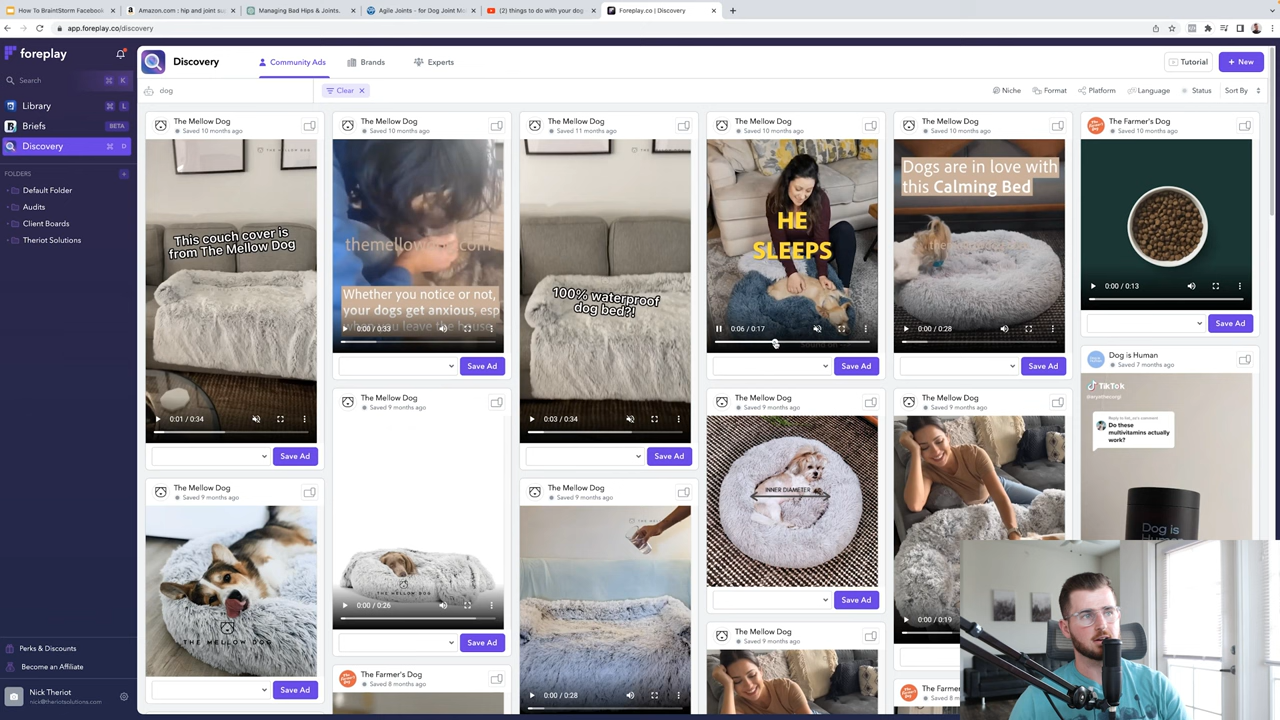 How To BrainStorm Facebook
Amazon.com : hip and joint su
Managing Bad Hips & Joints.
Agile Joints - for Dog Joint Mo
(2) things to do with your dog
Foreplay.co | Discovery
app.foreplay.co/discovery
foreplay
Search
K
Library
L
Briefs
BETA
Discovery
D
FOLDERS
Default Folder
Audits
Client Boards
Theriot Solutions
Perks & Discounts
Become an Affiliate
Nick Theriot
nick@theriotsolutions.com
Discovery
Community Ads
Brands
Experts
Tutorial
+ New
dog
Clear
Niche
Format
Platform
Language
Status
Sort By
The Mellow Dog
Saved 10 months ago
This couch cover is
from The Mellow Dog
0:01 / 0:34
Save Ad
The Mellow Dog
Saved 9 months ago
THE MELLOW DOG
Save Ad
The Mellow Dog
Saved 10 months ago
Whether you notice or not,
your dogs get anxious, esp
you leave the house
0:00 / 0:33
Save Ad
The Mellow Dog
Saved 9 months ago
0:00 / 0:26
Save Ad
The Farmer's Dog
Saved 8 months ago
The Mellow Dog
Saved 11 months ago
THE MELLOW DOG
100% waterproof
dog bed?!
0:03 / 0:34
Save Ad
The Mellow Dog
Saved 9 months ago
0:00 / 0:28
The Mellow Dog
Saved 10 months ago
HE
SLEEPS
0:06 / 0:17
Save Ad
The Mellow Dog
Saved 9 months ago
INNER DIAMETER
Save Ad
The Mellow Dog
Saved 9 months ago
The Mellow Dog
Saved 10 months ago
Dogs are in love with
this Calming Bed
0:00 / 0:28
Save Ad
The Mellow Dog
Saved 9 months ago
0:00 / 0:19
The Farmer
Saved 8 m
The Farmer's Dog
Saved 10 months ago
0:00 / 0:13
Save Ad
Dog is Human
Saved 7 months ago
TikTok
Do these
multivitamins actually
work?
Dog is
Human